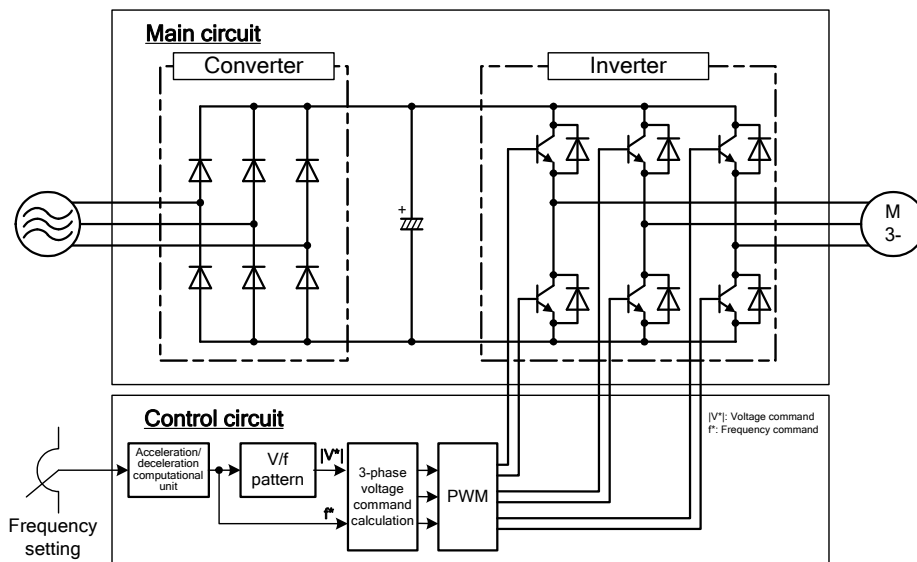 Main circuit
Converter
Inverter
+
M
3-
Control circuit
|V*|: Voltage command
f*: Frequency command
Acceleration/
deceleration
computational
unit
V/f
pattern
|V*|
f*
3-phase
voltage
command
calculation
PWM
Frequency
setting